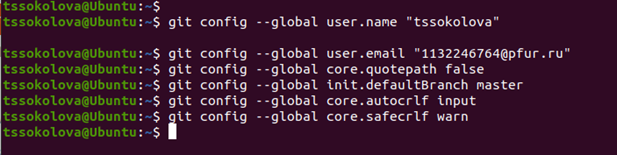 tssokolova@Ubuntu:~$
tssokolova@Ubuntu:~$ git config --global user.name "tssokolova"
tssokolova@Ubuntu:~$ git config --global user.email "1132246764@pfur.ru"
tssokolova@Ubuntu:~$ git config --global core.quotepath false
tssokolova@Ubuntu:~$ git config --global init.defaultBranch master
tssokolova@Ubuntu:~$ git config --global core.autocrlf input
tssokolova@Ubuntu:~$ git config --global core.safecrlf warn
tssokolova@Ubuntu:~$